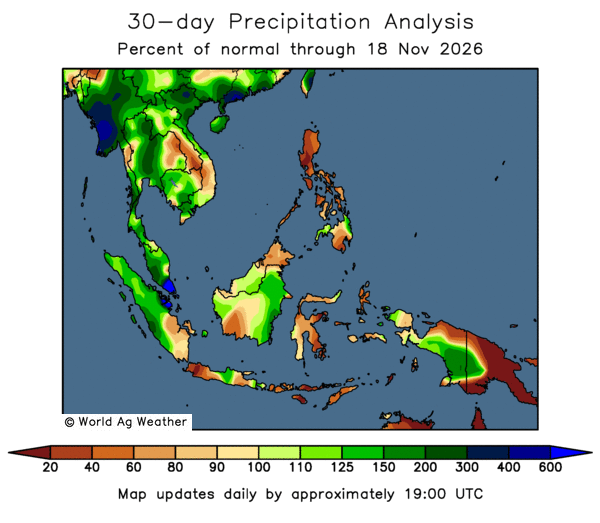 30-day Precipitation Analysis
Percent of normal through 18 Nov 2026
© World Ag Weather
20 40 60 80 90 100 110 125 150 200 300 400 600
Map updates daily by approximately 19:00 UTC